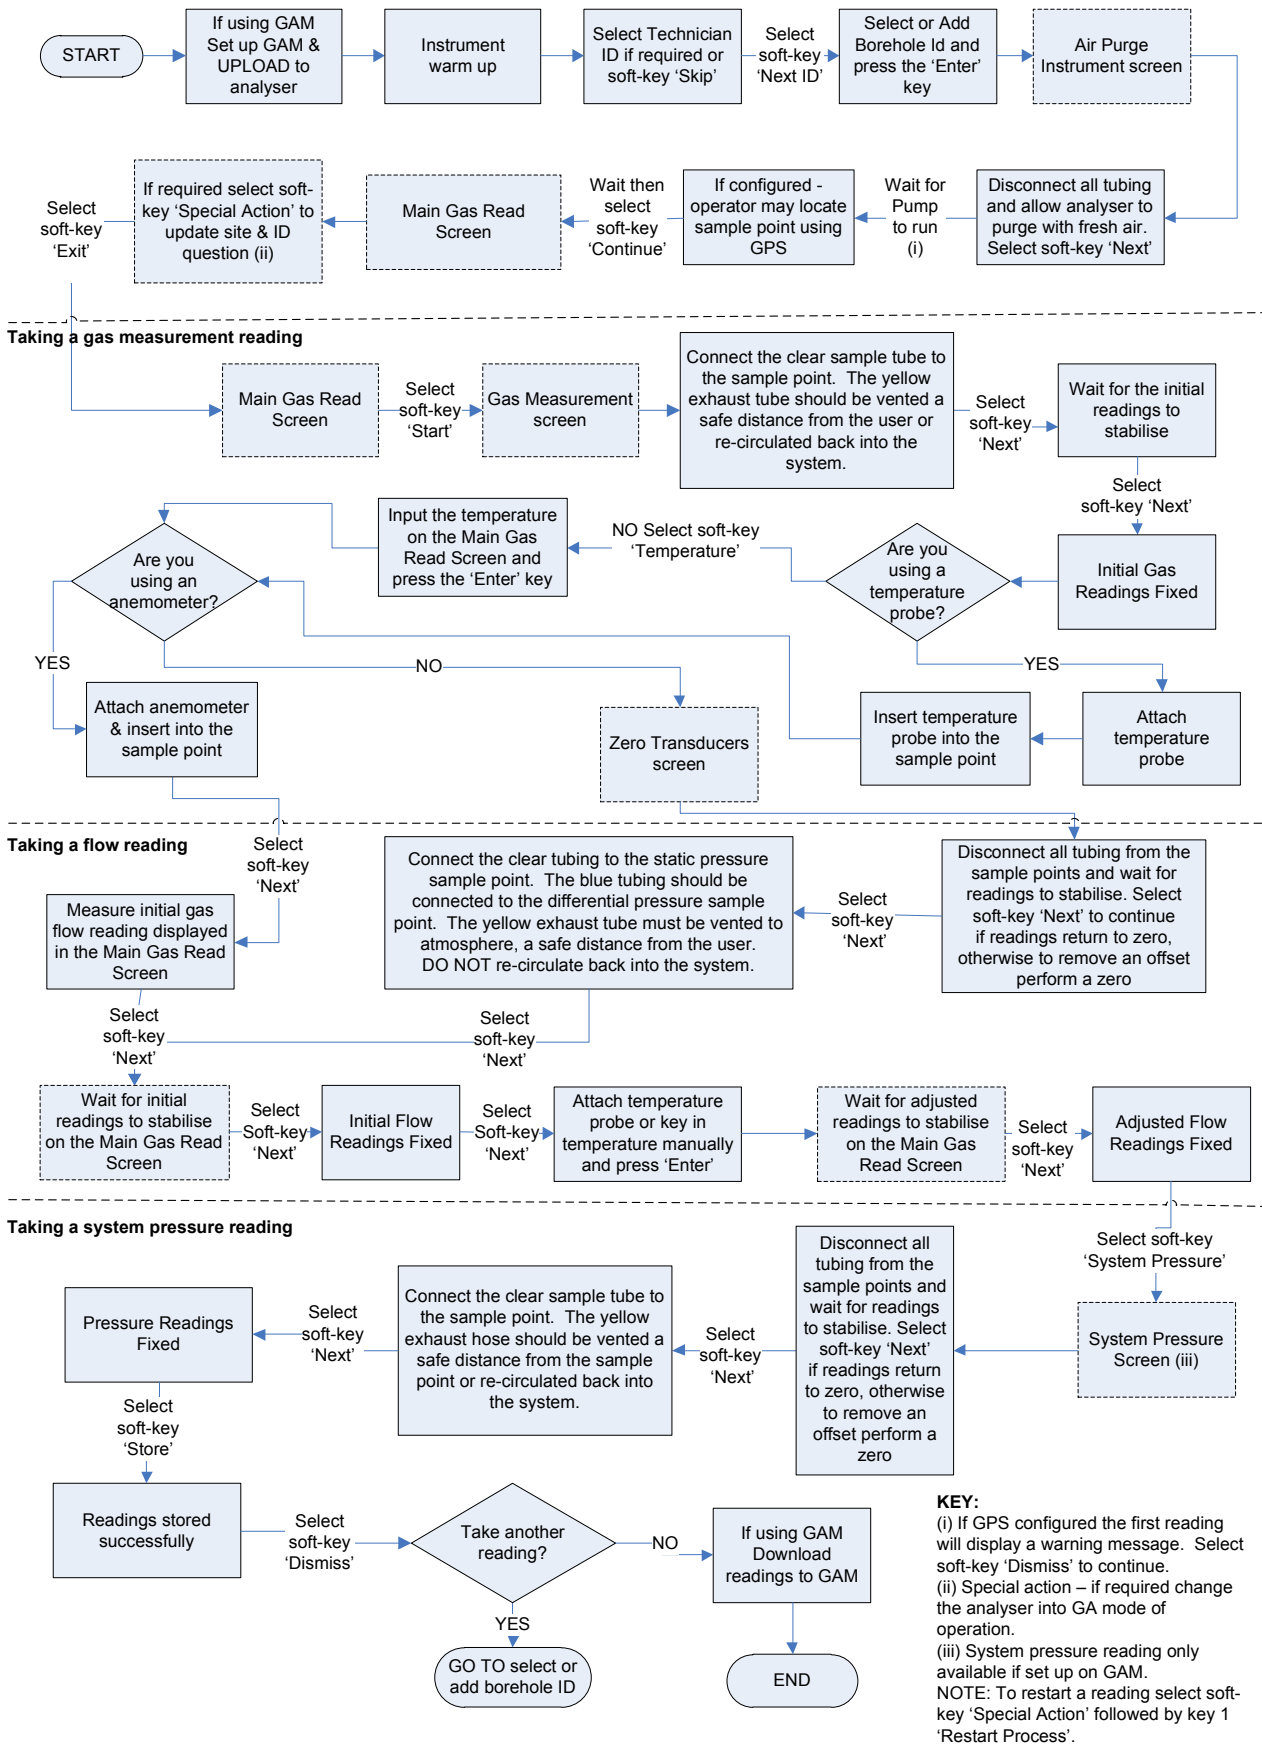 START
If using GAM
Set up GAM &
UPLOAD to
analyser
Instrument
warm up
Select Technician
ID if required or
soft-key ‘Skip’
Select
soft-key
‘Next ID’
Select or Add
Borehole Id and
press the ‘Enter’
key
Air Purge
Instrument screen
Disconnect all tubing
and allow analyser to
purge with fresh air.
Select soft-key ‘Next’
Wait for
Pump
to run
(i)
If configured -
operator may locate
sample point using
GPS
Wait then
select
soft-key
‘Continue’
Main Gas Read
Screen
If required select soft-
key ‘Special Action’ to
update site & ID
question (ii)
Select
soft-key
‘Exit’
Taking a gas measurement reading
Main Gas Read
Screen
Select
soft-key
‘Start’
Gas Measurement
screen
Connect the clear sample tube to
the sample point.  The yellow
exhaust tube should be vented a
safe distance from the user or
re-circulated back into the
system.
Select
soft-key
‘Next’
Wait for the initial
readings to
stabilise
Select
soft-key ‘Next’
Initial Gas
Readings Fixed
Are you
using a
temperature
probe?
NO Select soft-key
‘Temperature’
Input the temperature
on the Main Gas
Read Screen and
press the ‘Enter’ key
Are you
using an
anemometer?
YES
Attach
temperature
probe
Insert temperature
probe into the
sample point
YES
NO
Attach anemometer
& insert into the
sample point
Zero Transducers
screen
Taking a flow reading
Select
soft-key
‘Next’
Measure initial gas
flow reading displayed
in the Main Gas Read
Screen
Connect the clear tubing to the static pressure
sample point.  The blue tubing should be
connected to the differential pressure sample
point.  The yellow exhaust tube must be vented to
atmosphere, a safe distance from the user.
DO NOT re-circulate back into the system.
Select
soft-key
‘Next’
Disconnect all tubing from the
sample points and wait for
readings to stabilise. Select
soft-key ‘Next’ to continue
if readings return to zero,
otherwise to remove an offset
perform a zero
Select
soft-key
‘Next’
Select
soft-key
‘Next’
Wait for initial
readings to stabilise
on the Main Gas Read
Screen
Select
Soft-key
‘Next’
Initial Flow
Readings Fixed
Select
Soft-key
‘Next’
Attach temperature
probe or key in
temperature manually
and press ‘Enter’
Wait for adjusted
readings to stabilise
on the Main Gas
Read Screen
Select
soft-key
‘Next’
Adjusted Flow
Readings Fixed
Taking a system pressure reading
Select soft-key
‘System Pressure’
System Pressure
Screen (iii)
Disconnect all
tubing from the
sample points and
wait for readings
to stabilise. Select
soft-key ‘Next’
if readings return
to zero, otherwise
to remove an
offset perform a
zero
Select
soft-key
‘Next’
Connect the clear sample tube to
the sample point.  The yellow
exhaust hose should be vented a
safe distance from the sample
point or re-circulated back into
the system.
Select
soft-key
‘Next’
Pressure Readings
Fixed
Select
soft-key
‘Store’
Readings stored
successfully
Select
soft-key
‘Dismiss’
Take another
reading?
NO
If using GAM
Download
readings to GAM
YES
GO TO select or
add borehole ID
END
KEY:
(i) If GPS configured the first reading
will display a warning message.  Select
soft-key ‘Dismiss’ to continue.
(ii) Special action – if required change
the analyser into GA mode of
operation.
(iii) System pressure reading only
available if set up on GAM.
NOTE: To restart a reading select soft-
key ‘Special Action’ followed by key 1
‘Restart Process’.